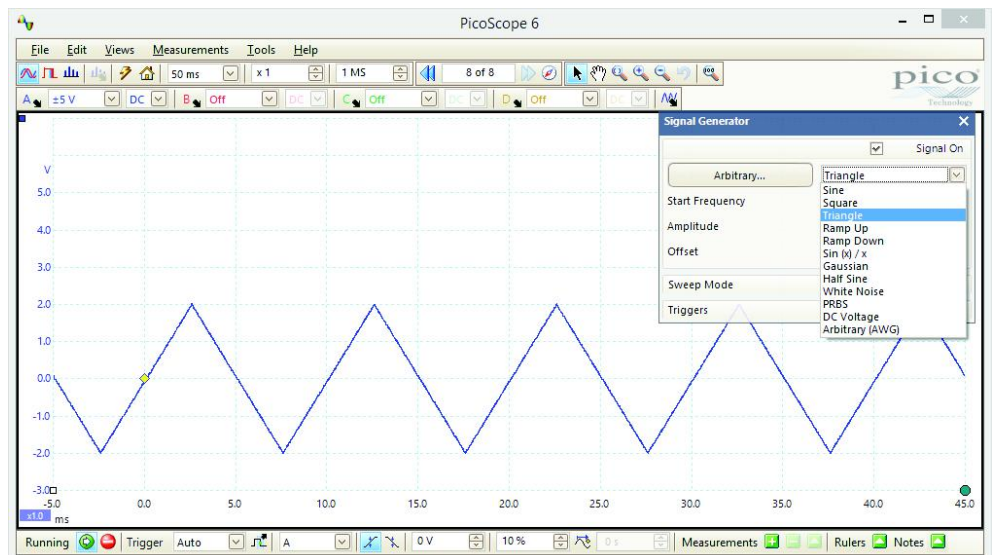 PicoScope 6
File Edit Views Measurements Tools Help
50 ms x 1 1 MS 8 of 8
pico
Technology
A ±5 V DC B Off DC C Off DC D Off DC
Signal Generator
Signal On
Arbitrary... Triangle
Sine
Square
Triangle
Ramp Up
Ramp Down
Sin (x) / x
Gaussian
Half Sine
White Noise
PRBS
DC Voltage
Arbitrary (AWG)
Start Frequency
Amplitude
Offset
Sweep Mode
Triggers
V
5.0
4.0
3.0
2.0
1.0
0.0
-1.0
-2.0
-3.0
-5.0 0.0 5.0 10.0 15.0 20.0 25.0 30.0 35.0 40.0 45.0
x1.0 ms
Running Trigger Auto A 0 V 10 % 0 s Measurements Rulers Notes